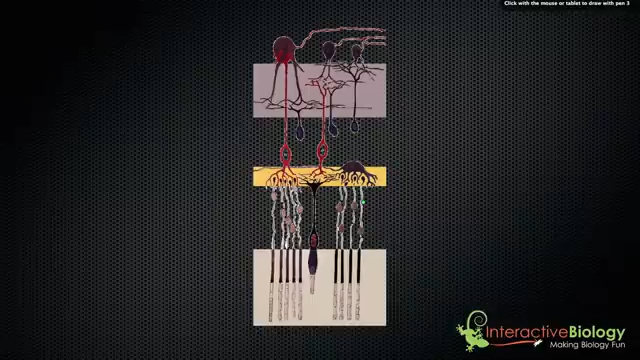 Click with the mouse or tablet to draw with pen 3
InteractiveBiology
Making Biology Fun